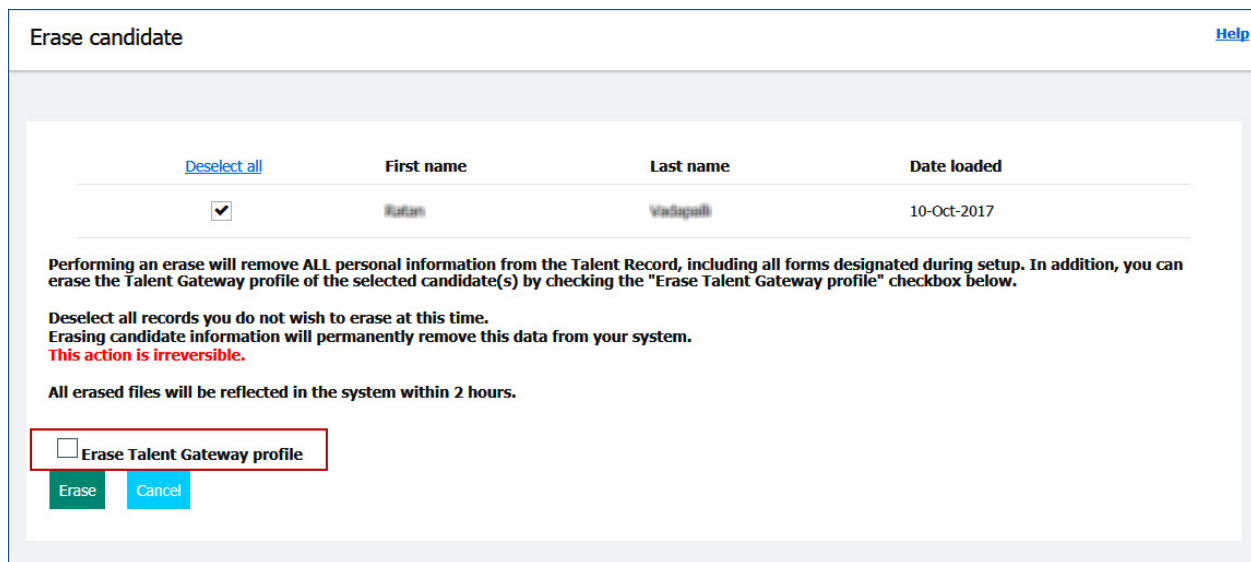 Erase candidate
Help
Deselect all First name Last name Date loaded
10-Oct-2017
Performing an erase will remove ALL personal information from the Talent Record, including all forms designated during setup. In addition, you can
erase the Talent Gateway profile of the selected candidate(s) by checking the "Erase Talent Gateway profile" checkbox below.
Deselect all records you do not wish to erase at this time.
Erasing candidate information will permanently remove this data from your system.
This action is irreversible.
All erased files will be reflected in the system within 2 hours.
Erase Talent Gateway profile
Erase Cancel